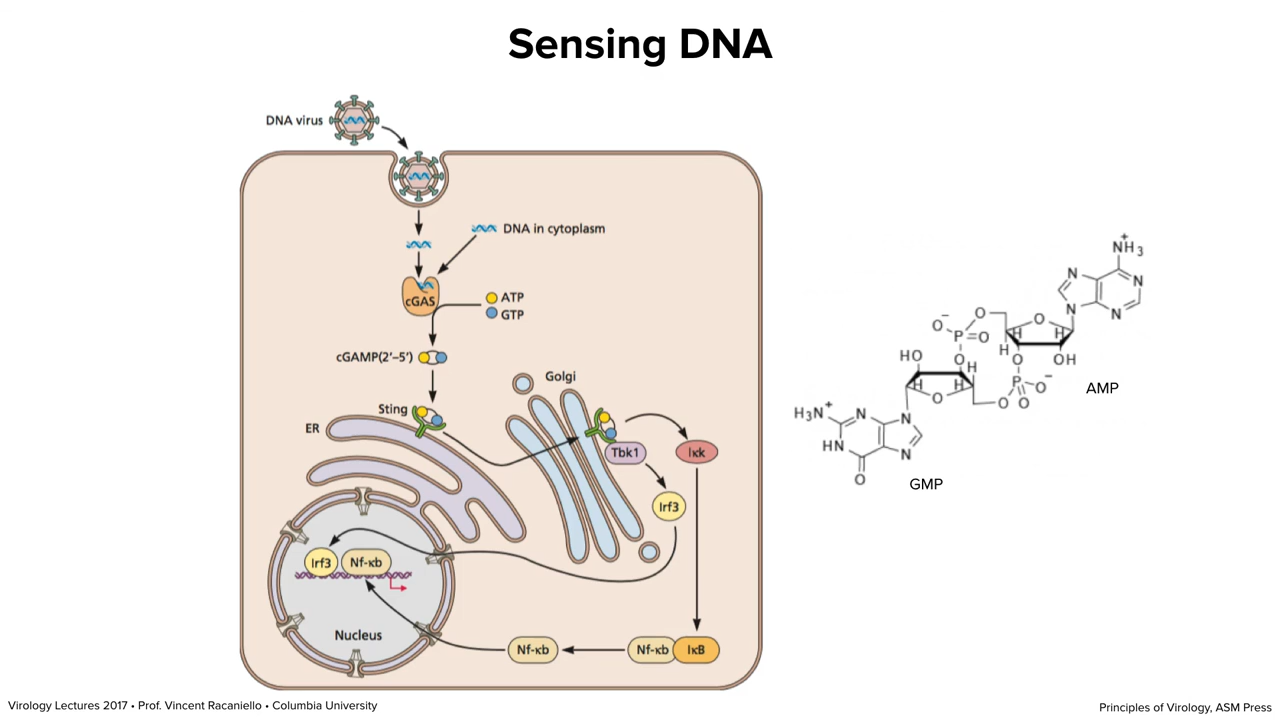 Sensing DNA
DNA virus
DNA in cytoplasm
cGAS
ATP
GTP
cGAMP(2′–5′)
Sting
Golgi
ER
Tbk1
Iκk
Irf3
Irf3
Nf-κb
Nucleus
Nf-κb
Nf-κb
IκB
NH3
+
N
N
N
N
O
O
−
P
=O
O
H
H
H
H
O
OH
HO
O
H
P
O
−
O
O
H
H
O
AMP
H3N
+
N
N
HN
N
O
GMP
Virology Lectures 2017 • Prof. Vincent Racaniello • Columbia University
Principles of Virology, ASM Press